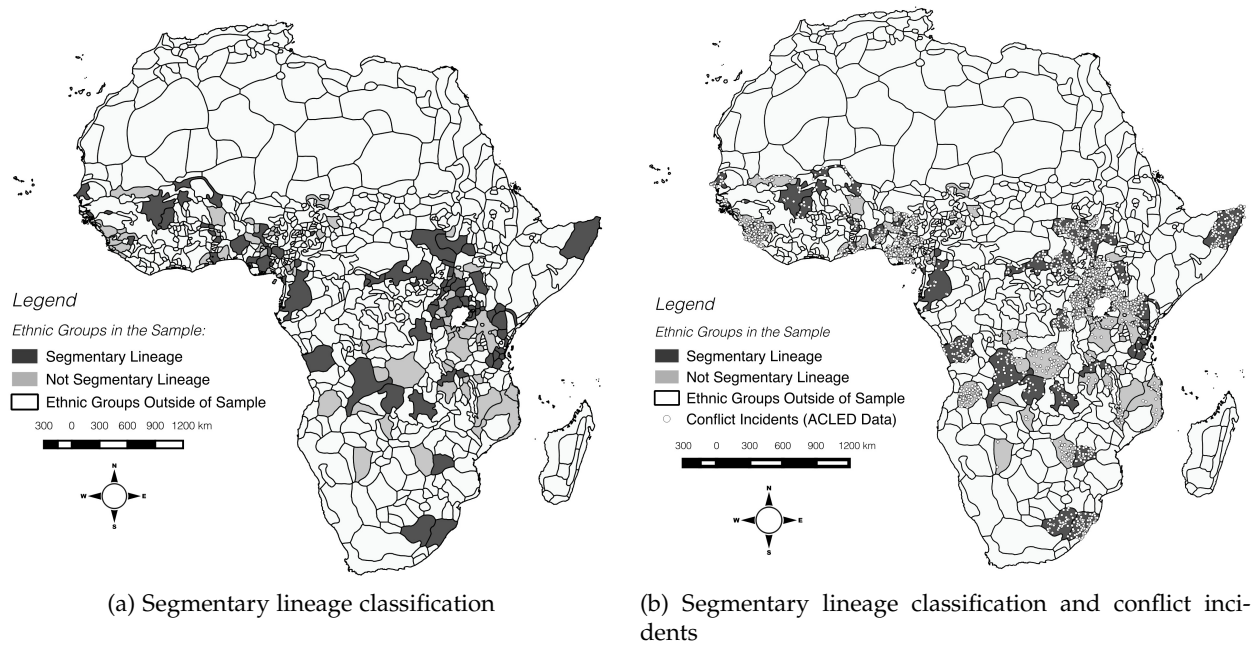 Legend
Ethnic Groups in the Sample:
Segmentary Lineage
Not Segmentary Lineage
Ethnic Groups Outside of Sample
300 0 300 600 900 1200 km
N
W E
S
(a) Segmentary lineage classification
Legend
Ethnic Groups in the Sample
Segmentary Lineage
Not Segmentary Lineage
Ethnic Groups Outside of Sample
Conflict Incidents (ACLED Data)
300 0 300 600 900 1200 km
N
W E
S
(b) Segmentary lineage classification and conflict inci-
dents